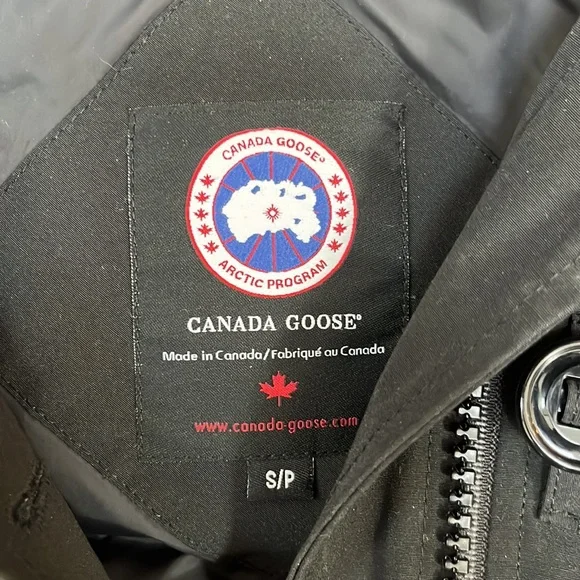 CANADA GOOSE®
ARCTIC PROGRAM
CANADA GOOSE®
Made in Canada/Fabriqué au Canada
www.canada-goose.com
S/P